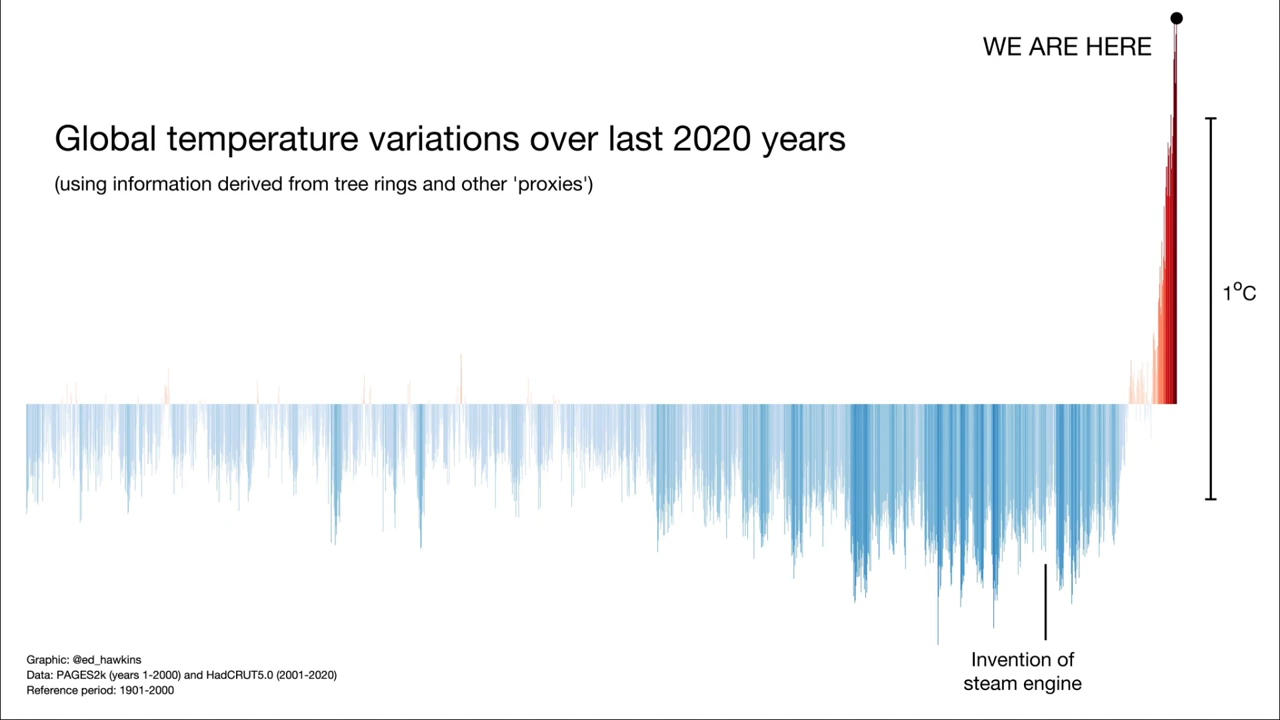 WE ARE HERE
Global temperature variations over last 2020 years
(using information derived from tree rings and other 'proxies')
1ºC
Invention of
steam engine
Graphic: @ed_hawkins
Data: PAGES2k (years 1-2000) and HadCRUT5.0 (2001-2020)
Reference period: 1901-2000